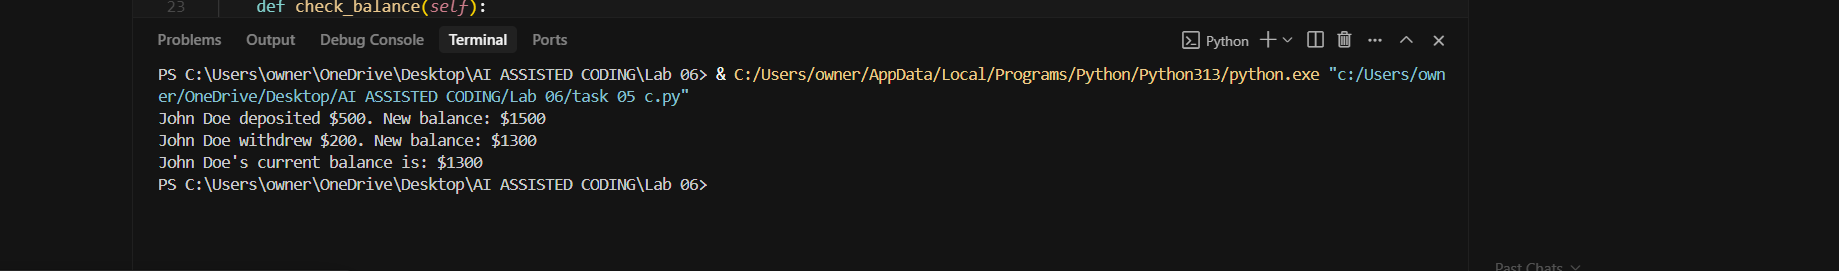 23 def check_balance(self):
Problems Output Debug Console Terminal Ports Python
PS C:\Users\owner\OneDrive\Desktop\AI ASSISTED CODING\Lab 06> & C:/Users/owner/AppData/Local/Programs/Python/Python313/python.exe "c:/Users/own
er/OneDrive/Desktop/AI ASSISTED CODING/Lab 06/task 05 c.py"
John Doe deposited $500. New balance: $1500
John Doe withdrew $200. New balance: $1300
John Doe's current balance is: $1300
PS C:\Users\owner\OneDrive\Desktop\AI ASSISTED CODING\Lab 06>
Past Chats